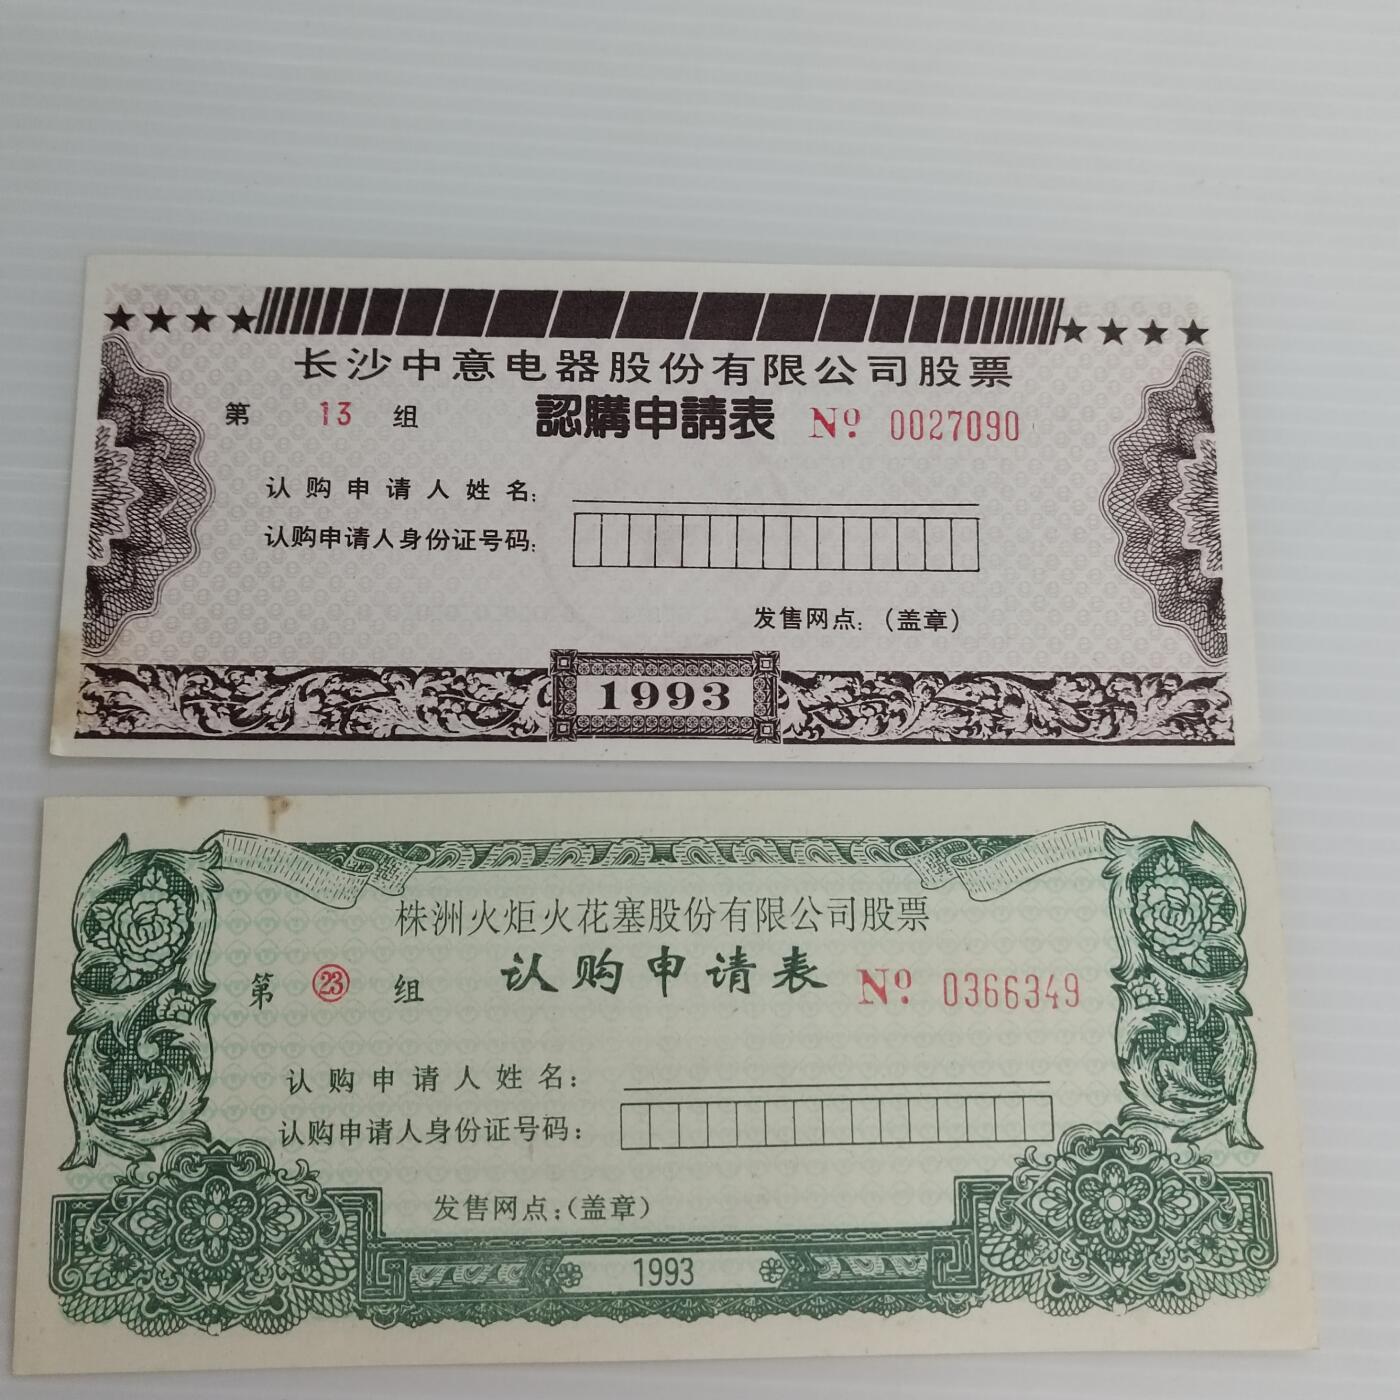 长沙中意电器股份有限公司股票
第 13 组 認購申請表 Nº 0027090
认购申请人姓名:
认购申请人身份证号码:
发售网点:(盖章)
1993
株洲火炬火花塞股份有限公司股票
第 ㉓ 组 认购申请表 Nº 0366349
认购申请人姓名:
认购申请人身份证号码:
发售网点:(盖章)
1993